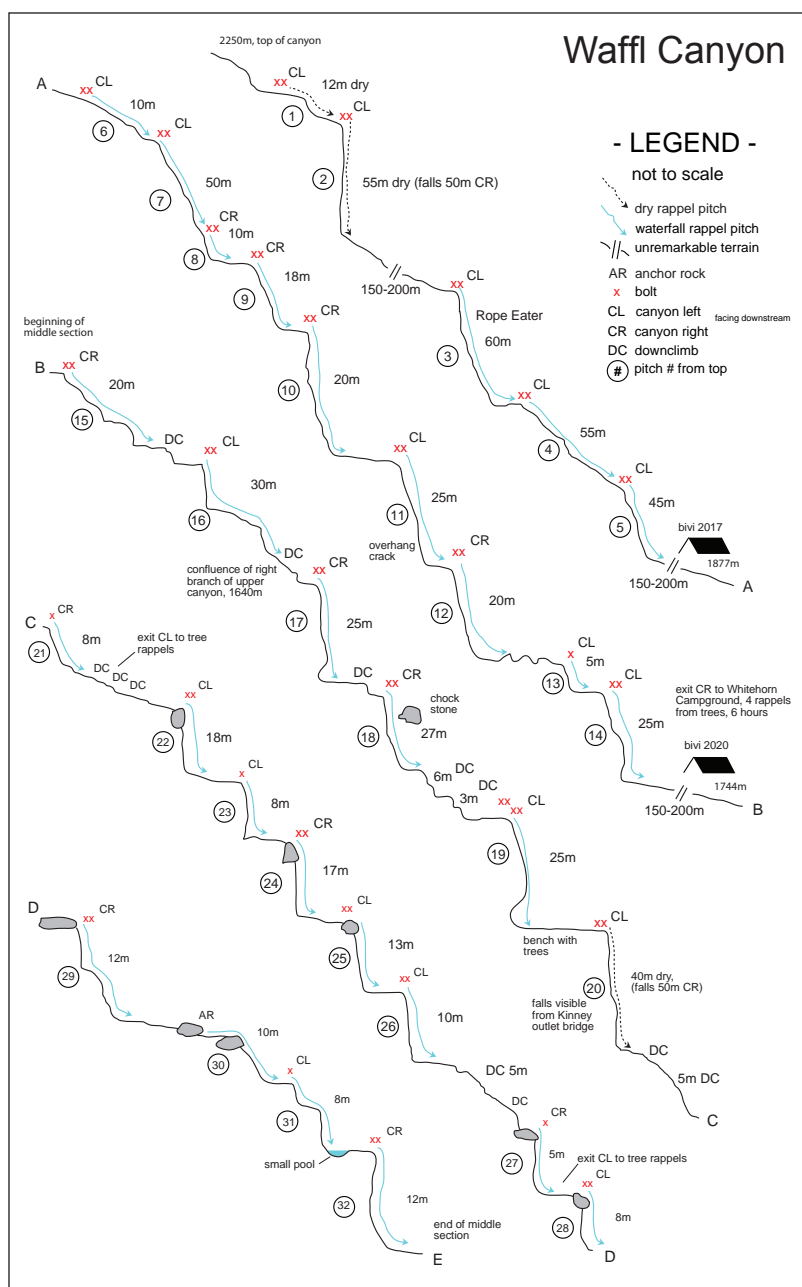 Waffl Canyon
- LEGEND -
not to scale
dry rappel pitch
waterfall rappel pitch
unremarkable terrain
AR anchor rock
x bolt
CL canyon left
CR canyon right
facing downstream
DC downclimb
# pitch # from top
2250m, top of canyon
xx CL
12m dry
1
xx CL
2
55m dry (falls 50m CR)
150-200m
xx CL
Rope Eater
60m
3
xx CL
55m
4
xx CL
45m
5
bivi 2017
1877m
150-200m
A
A
xx CL
10m
6
xx CL
50m
7
xx CR
10m
8
xx CR
18m
9
xx CR
20m
10
xx CL
25m
11
overhang
crack
xx CR
20m
12
x CL
5m
13
xx CL
25m
14
exit CR to Whitehorn
Campground, 4 rappels
from trees, 6 hours
bivi 2020
1744m
150-200m
B
beginning of
middle section
B
xx CR
20m
15
DC
xx CL
30m
16
DC
confluence of right
branch of upper
canyon, 1640m
xx CR
25m
17
DC
xx CR
chock
stone
27m
18
6m DC
3m DC
xx
xx CL
25m
19
bench with
trees
xx CL
40m dry,
(falls 50m CR)
20
falls visible
from Kinney
outlet bridge
DC
5m DC
C
C
x CR
8m
21
exit CL to tree
rappels
DC
DC
DC
xx CL
18m
22
x CL
8m
23
xx CR
17m
24
xx CL
13m
25
xx CL
10m
26
DC 5m
DC
x CR
5m
27
exit CL to tree rappels
xx CL
8m
28
D
D
xx CR
12m
29
AR
10m
30
x CL
8m
31
small pool
xx CR
12m
32
end of middle
section
E